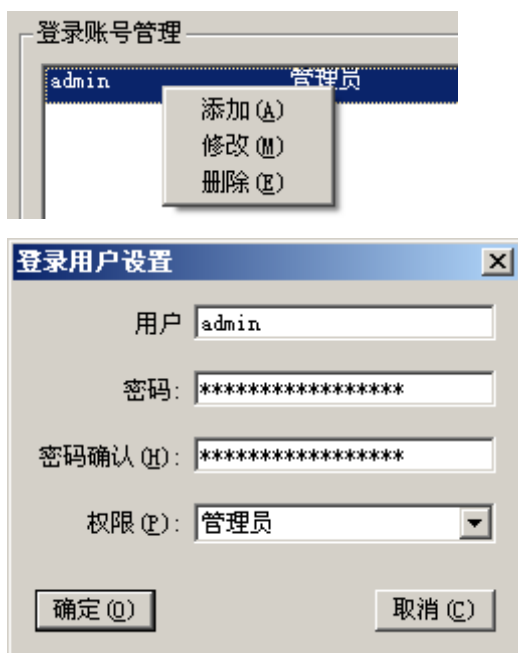 登录账号管理
admin 管理员
添加(A)
修改(M)
删除(E)
登录用户设置
用户 admin
密码: *****************
密码确认(H): *****************
权限(P): 管理员
确定(O) 取消(C)